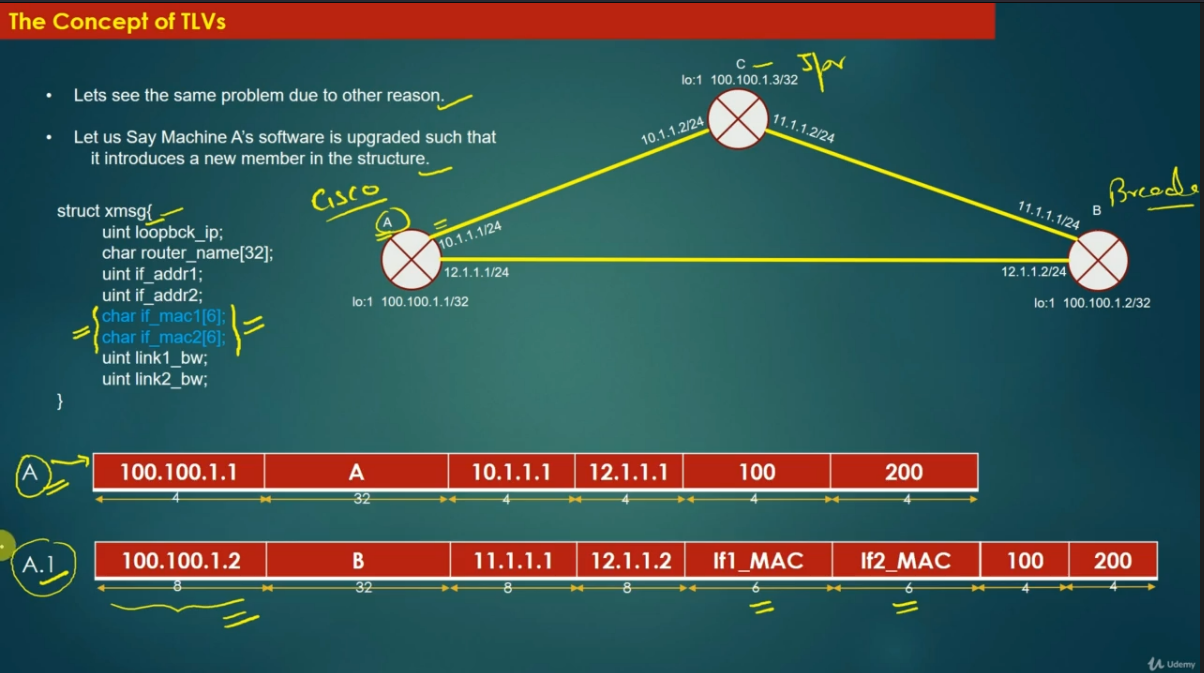 The Concept of TLVs
• Lets see the same problem due to other reason.
• Let us Say Machine A's software is upgraded such that
it introduces a new member in the structure.
struct xmsg{
uint loopbck_ip;
char router_name[32];
uint if_addr1;
uint if_addr2;
char if_mac1[6];
char if_mac2[6];
uint link1_bw;
uint link2_bw;
}
C
lo:1 100.100.1.3/32
10.1.1.2/24
11.1.1.2/24
Cisco
A
10.1.1.1/24
12.1.1.1/24
lo:1 100.100.1.1/32
B
11.1.1.1/24
12.1.1.2/24
lo:1 100.100.1.2/32
A 100.100.1.1 A 10.1.1.1 12.1.1.1 100 200
4 32 4 4 4 4
A.1 100.100.1.2 B 11.1.1.1 12.1.1.2 If1_MAC If2_MAC 100 200
8 32 8 8 6 6 4 4
Udemy